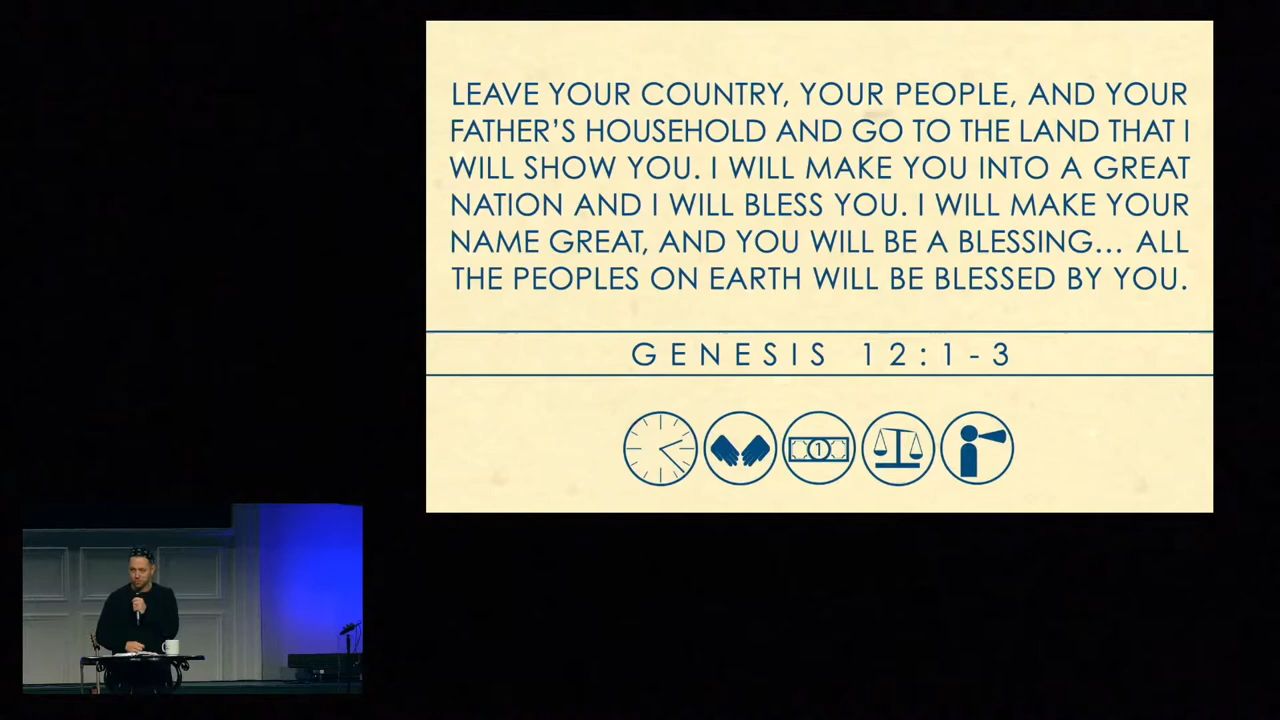 LEAVE YOUR COUNTRY, YOUR PEOPLE, AND YOUR
FATHER’S HOUSEHOLD AND GO TO THE LAND THAT I
WILL SHOW YOU. I WILL MAKE YOU INTO A GREAT
NATION AND I WILL BLESS YOU. I WILL MAKE YOUR
NAME GREAT, AND YOU WILL BE A BLESSING... ALL
THE PEOPLES ON EARTH WILL BE BLESSED BY YOU.
GENESIS 12:1-3
1